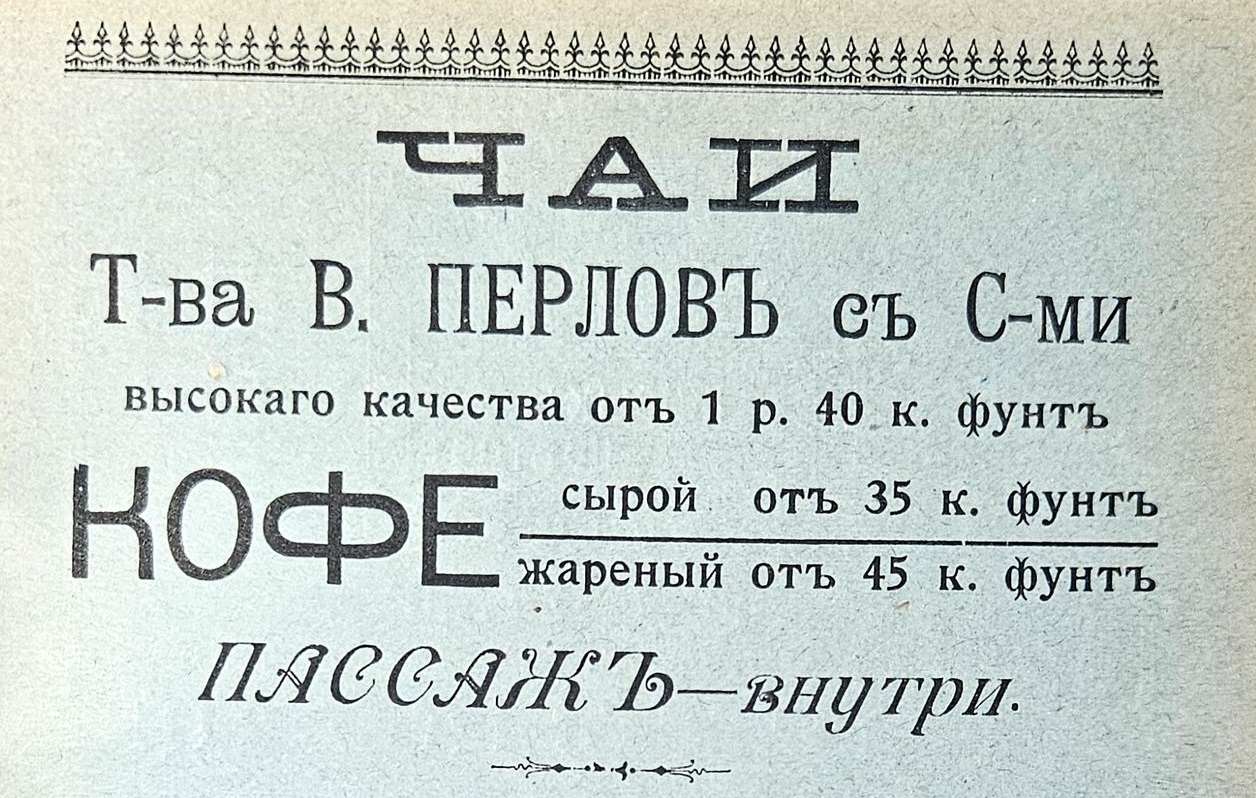 ЧАИ
Т-ва В. ПЕРЛОВЪ съ С-ми
высокаго качества отъ 1 р. 40 к. фунтъ
КОФЕ
сырой отъ 35 к. фунтъ
жареный отъ 45 к. фунтъ
ПАССАЖЪ—внутри.